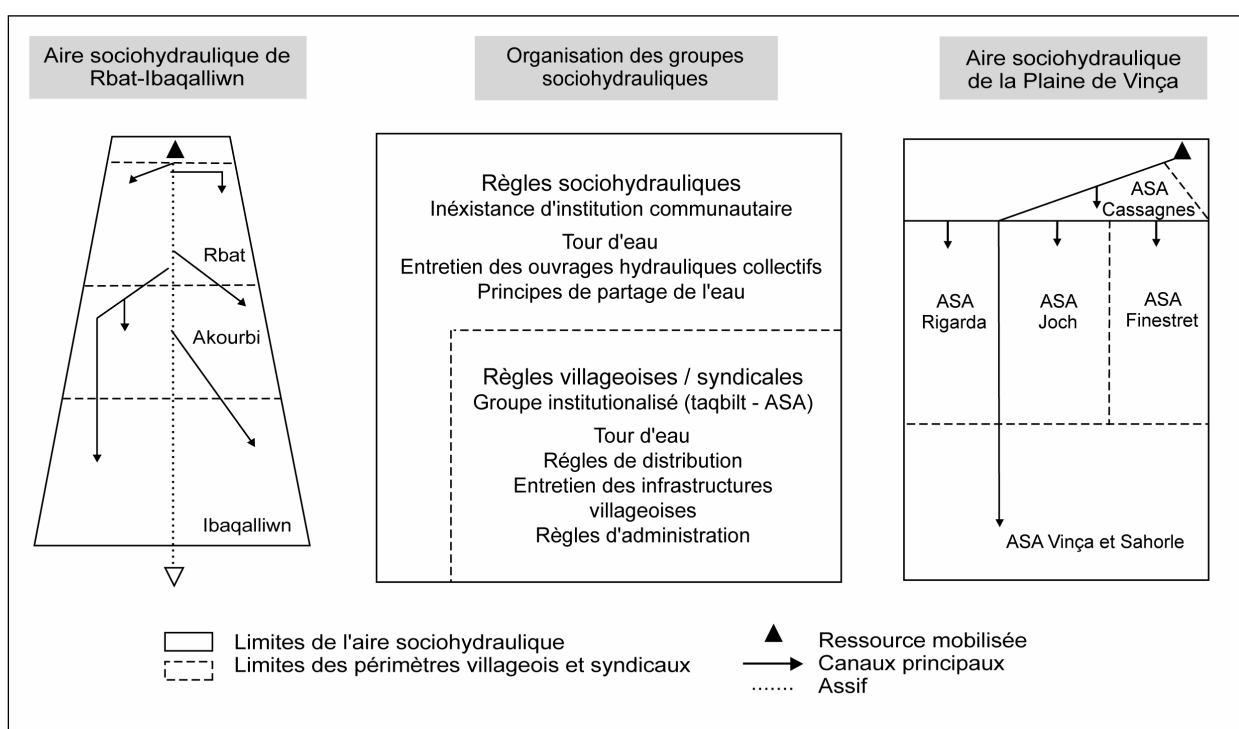 Aire sociohydraulique de
Rbat-Ibaqalliwn
Rbat
Akourbi
Ibaqalliwn
Organisation des groupes
sociohydrauliques
Règles sociohydrauliques
Inéxistance d'institution communautaire
Tour d'eau
Entretien des ouvrages hydrauliques collectifs
Principes de partage de l'eau
Règles villageoises / syndicales
Groupe institutionalisé (taqbilt - ASA)
Tour d'eau
Régles de distribution
Entretien des infrastructures
villageoises
Règles d'administration
Aire sociohydraulique
de la Plaine de Vinça
ASA
Cassagnes
ASA
Rigarda
ASA
Joch
ASA
Finestret
ASA Vinça et Sahorle
Limites de l'aire sociohydraulique
Limites des périmètres villageois et syndicaux
Ressource mobilisée
Canaux principaux
Assif